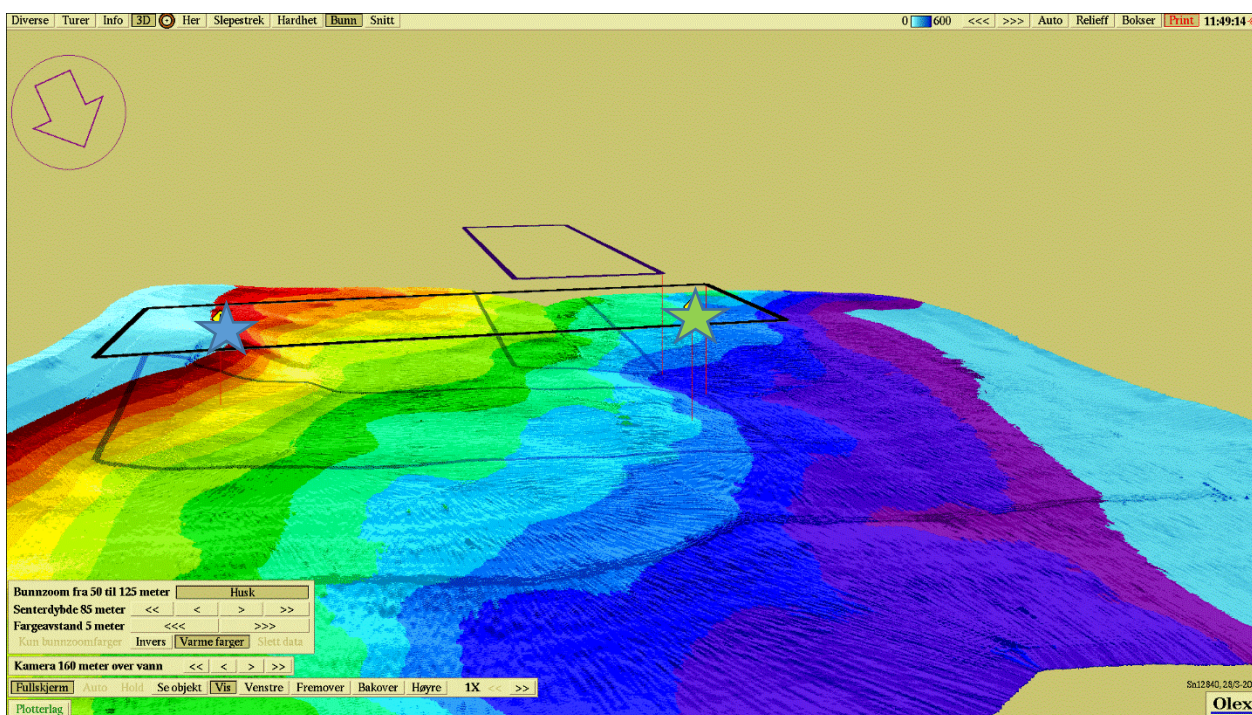 Diverse Turer Info 3D Her Slepestrek Hardhet Bunn Snitt 0 600 <<< >>> Auto Relieff Bokser Print 11:49:14
Bunnzoom fra 50 til 125 meter Husk
Senterdybde 85 meter << < > >>
Fargeavstand 5 meter <<< >>>
Kun bunnzoomfarger Invers Varme farger Slett data
Kamera 160 meter over vann << < > >>
Fullskjerm Auto Hold Se objekt Vis Venstre Fremover Bakover Høyre 1X << >>
Plotterlag
Olex